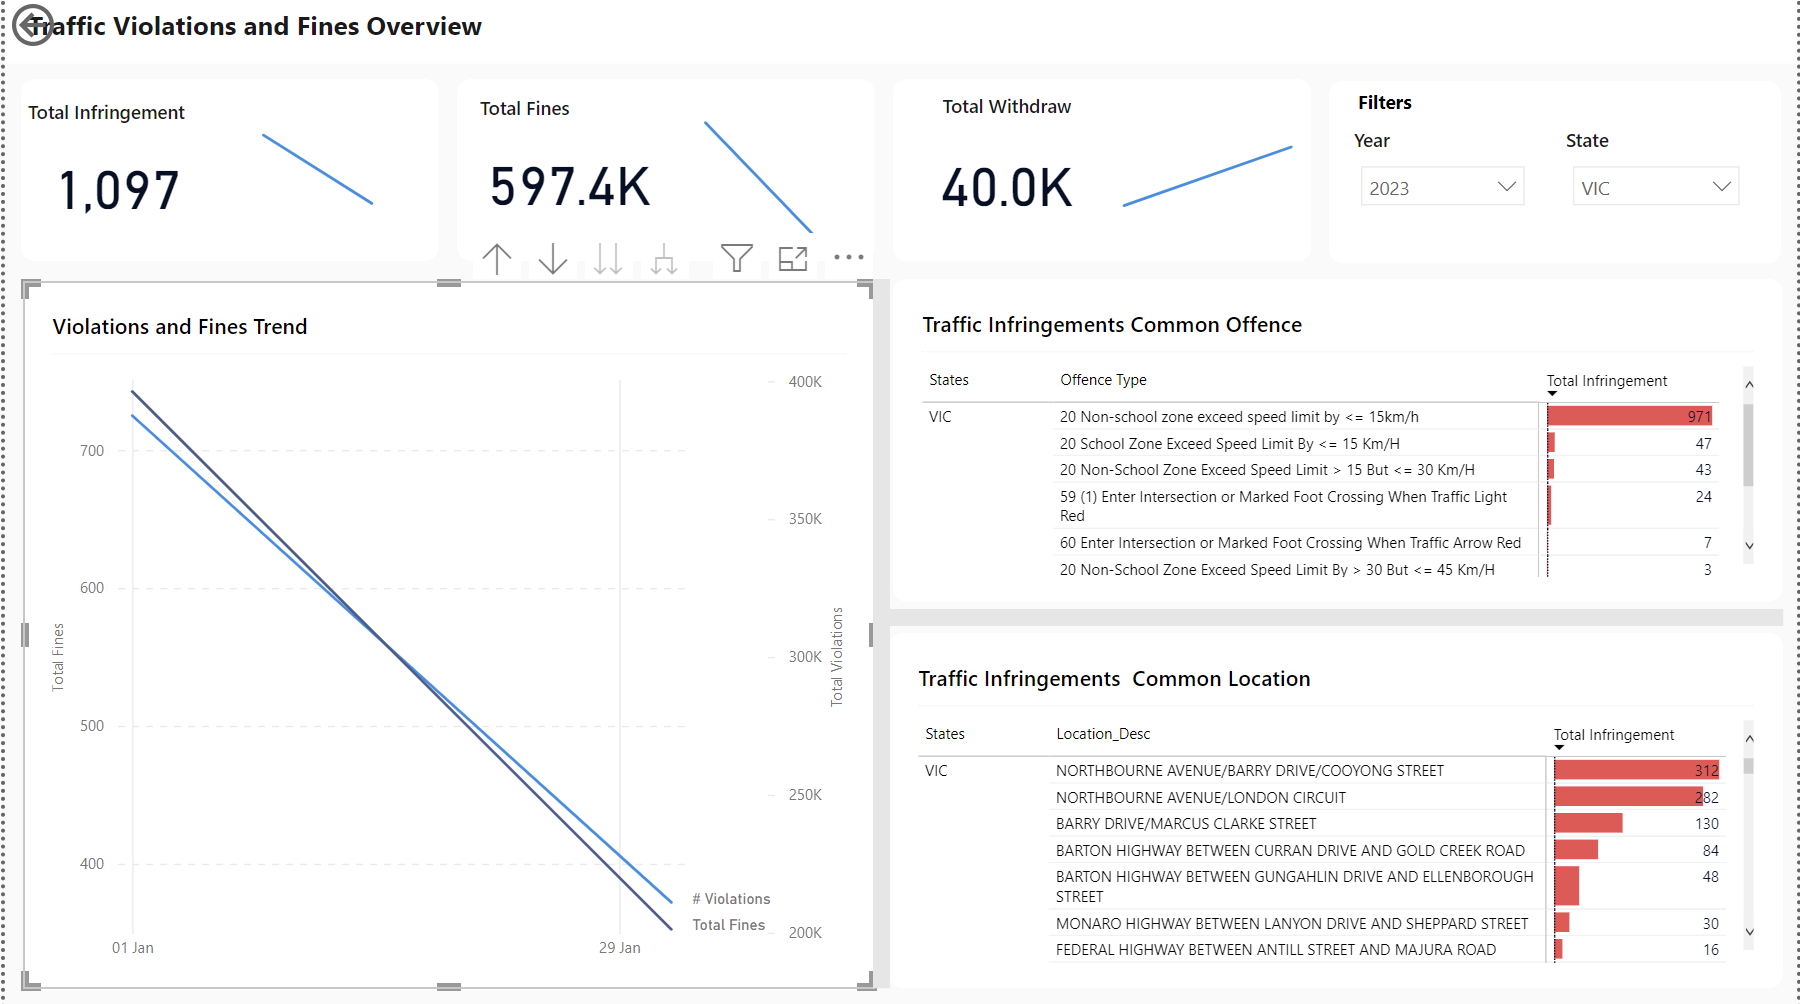 Traffic Violations and Fines Overview
Total Infringement
1,097
Total Fines
597.4K
Total Withdraw
40.0K
Filters
Year
State
2023
VIC
Violations and Fines Trend
400K
700
350K
600
Total Fines
300K
Total Violations
500
250K
400
# Violations
Total Fines
200K
01 Jan
29 Jan
Traffic Infringements Common Offence
States Offence Type Total Infringement
VIC 20 Non-school zone exceed speed limit by <= 15km/h 971
20 School Zone Exceed Speed Limit By <= 15 Km/H 47
20 Non-School Zone Exceed Speed Limit > 15 But <= 30 Km/H 43
59 (1) Enter Intersection or Marked Foot Crossing When Traffic Light 24
Red
60 Enter Intersection or Marked Foot Crossing When Traffic Arrow Red 7
20 Non-School Zone Exceed Speed Limit By > 30 But <= 45 Km/H 3
Traffic Infringements Common Location
States Location_Desc Total Infringement
VIC NORTHBOURNE AVENUE/BARRY DRIVE/COOYONG STREET 312
NORTHBOURNE AVENUE/LONDON CIRCUIT 282
BARRY DRIVE/MARCUS CLARKE STREET 130
BARTON HIGHWAY BETWEEN CURRAN DRIVE AND GOLD CREEK ROAD 84
BARTON HIGHWAY BETWEEN GUNGAHLIN DRIVE AND ELLENBOROUGH 48
STREET
MONARO HIGHWAY BETWEEN LANYON DRIVE AND SHEPPARD STREET 30
FEDERAL HIGHWAY BETWEEN ANTILL STREET AND MAJURA ROAD 16